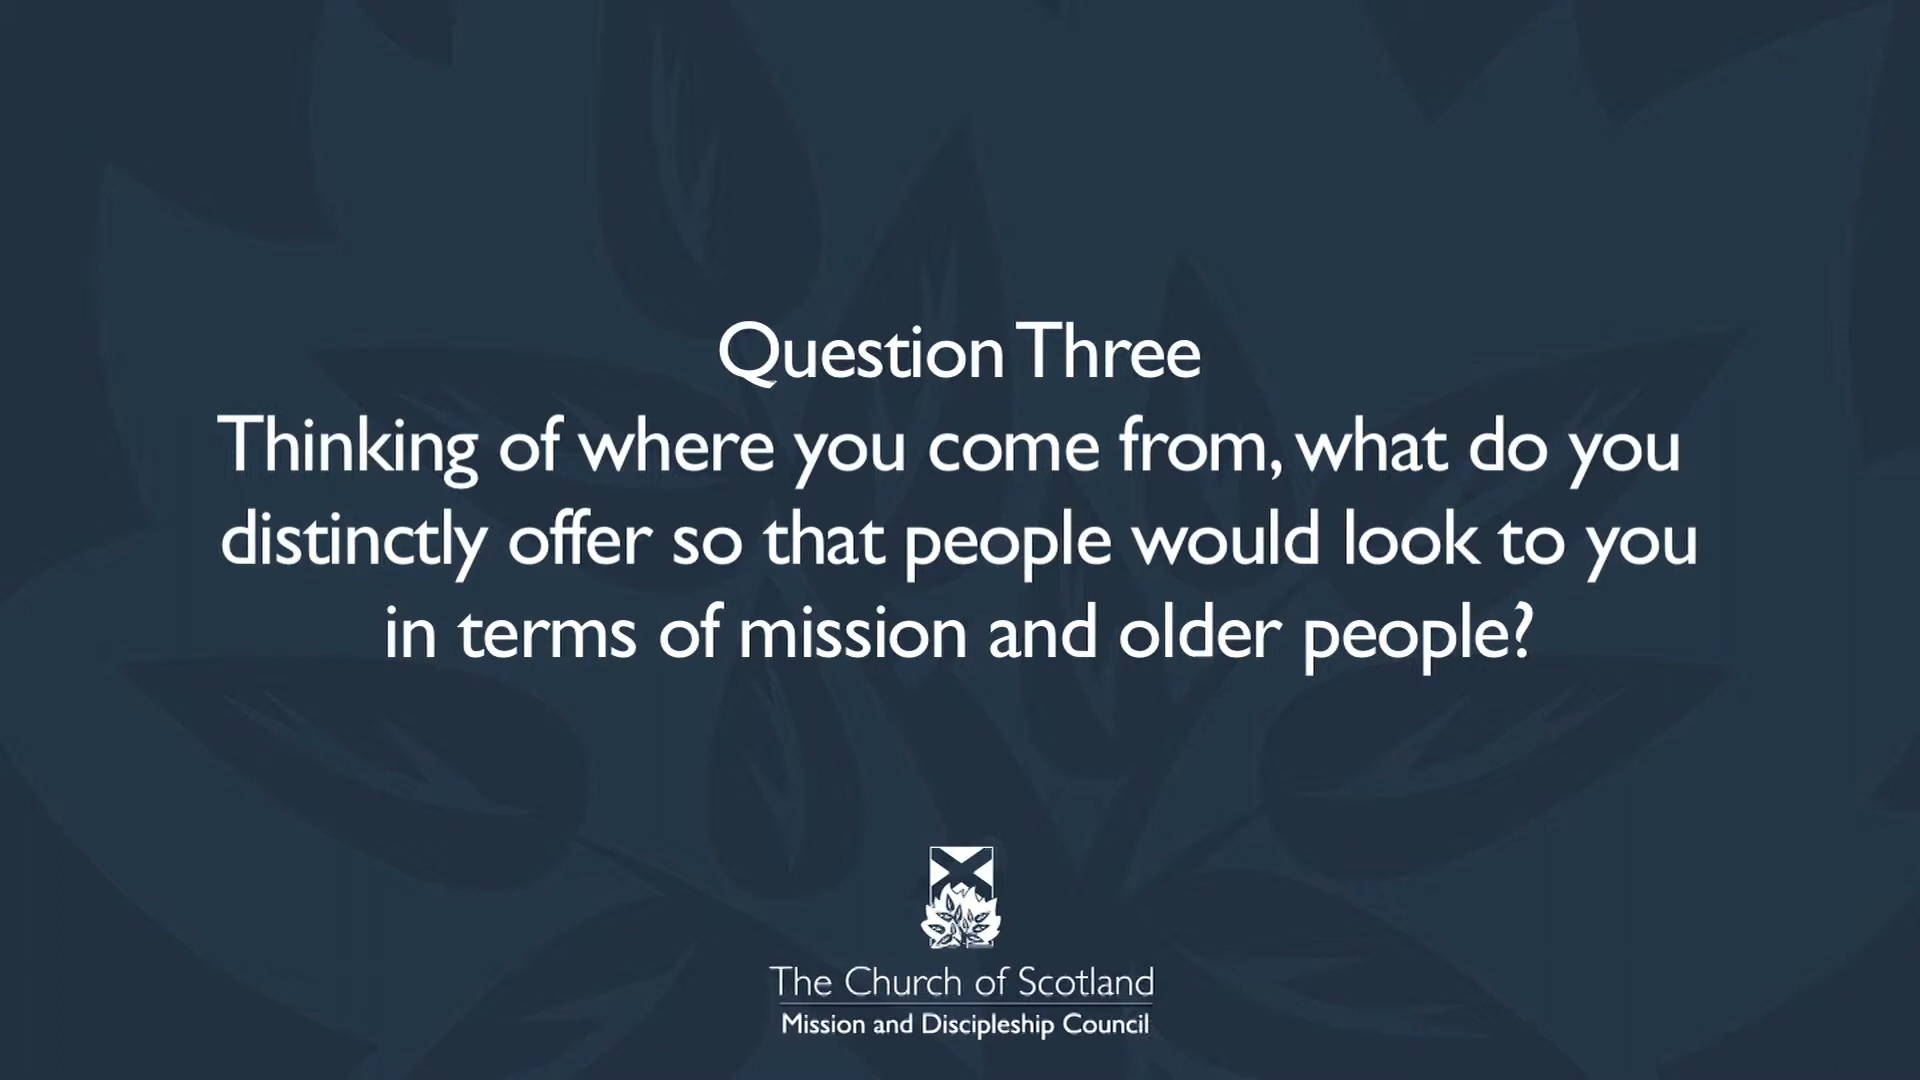 Question Three
Thinking of where you come from, what do you
distinctly offer so that people would look to you
in terms of mission and older people?
The Church of Scotland
Mission and Discipleship Council